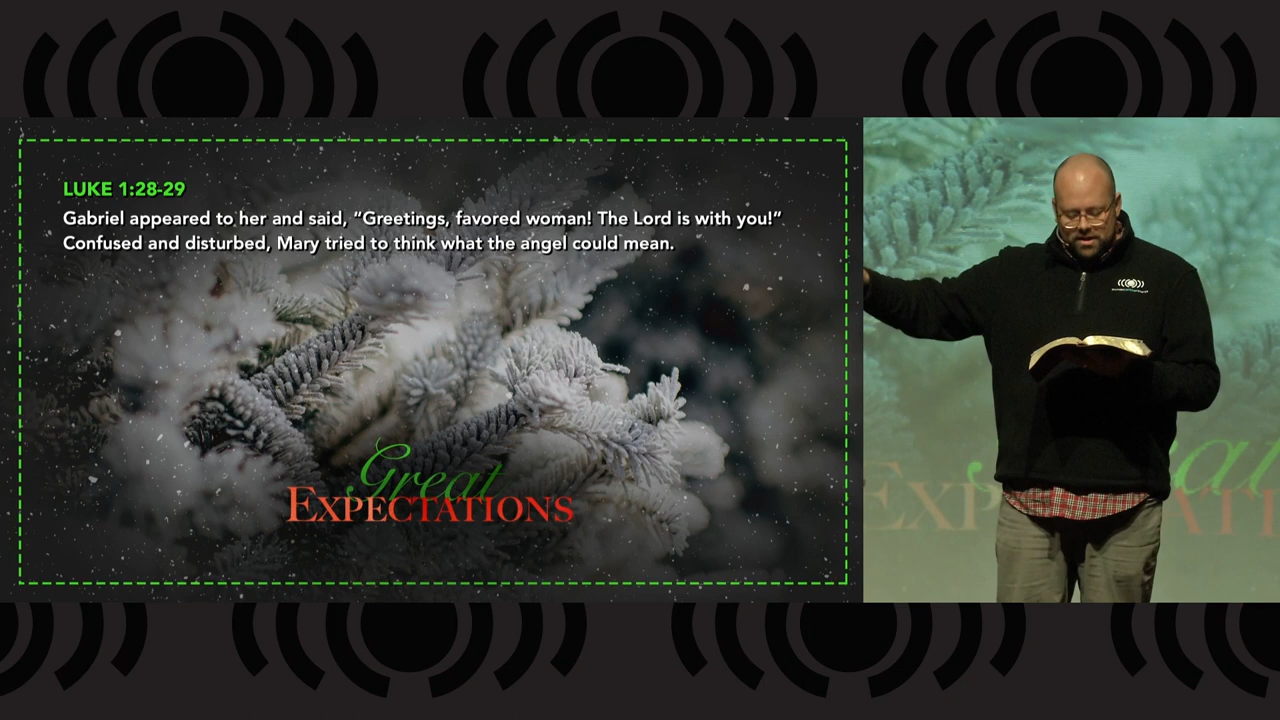 LUKE 1:28-29
Gabriel appeared to her and said, “Greetings, favored woman! The Lord is with you!”
Confused and disturbed, Mary tried to think what the angel could mean.
Great
EXPECTATIONS